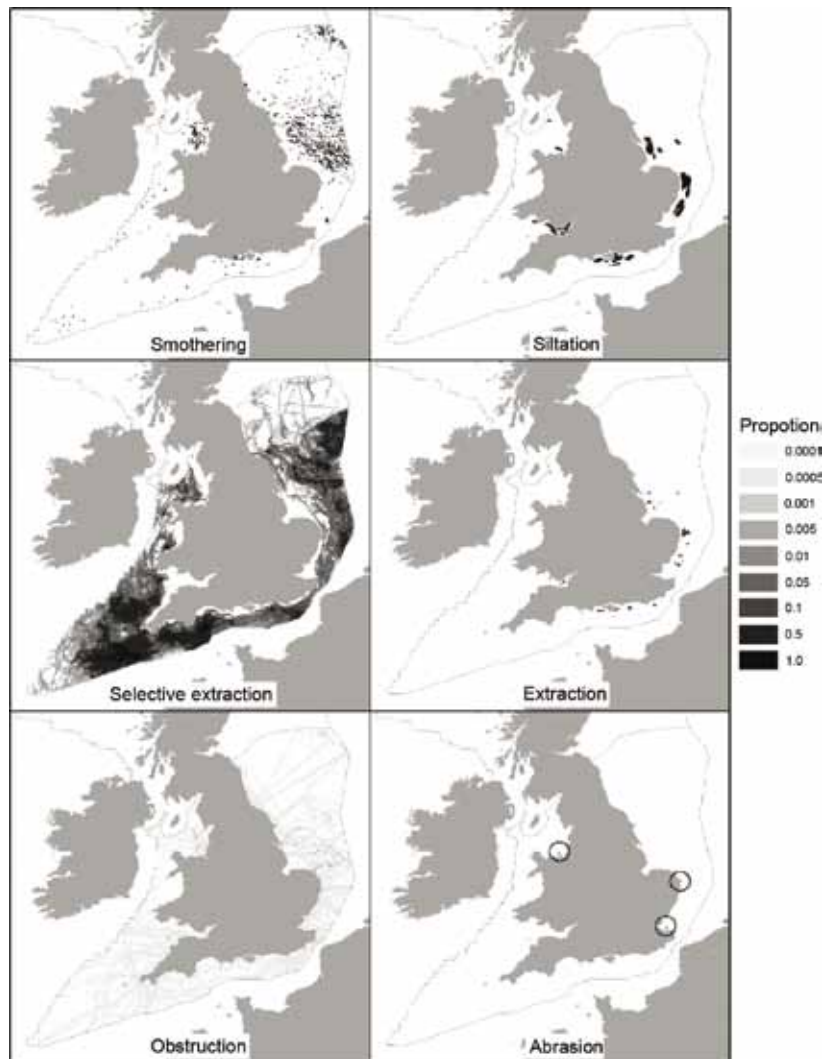 Smothering
Siltation
Selective extraction
Extraction
Obstruction
Abrasion
Propotion
0.0001
0.0005
0.001
0.005
0.01
0.05
0.1
0.5
1.0